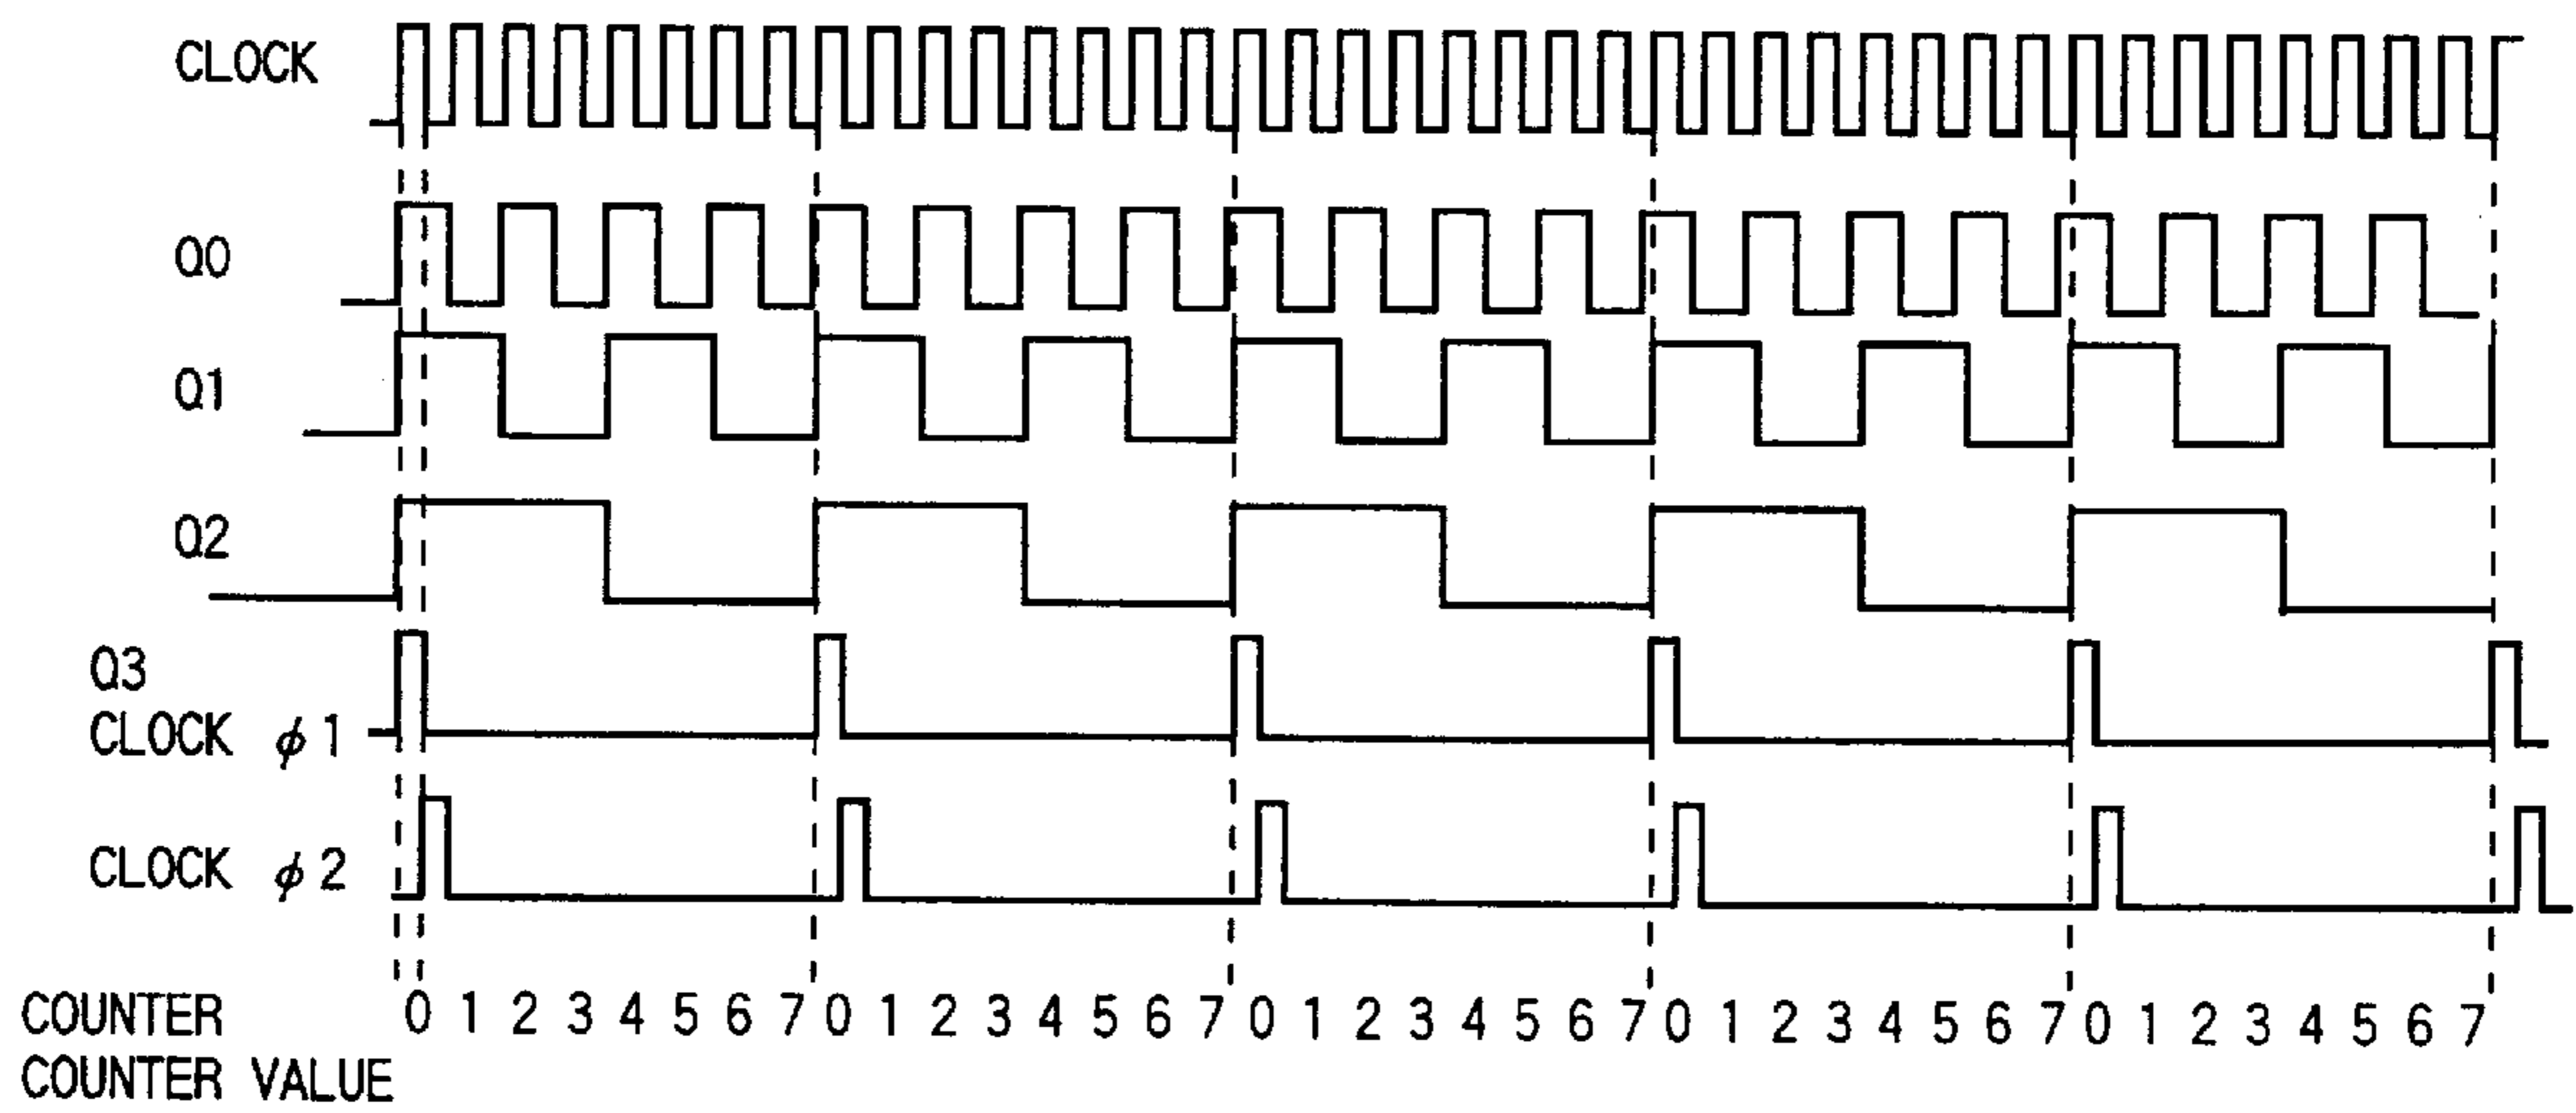 CLOCK
Q0
Q1
Q2
Q3
CLOCK ϕ1
CLOCK ϕ2
COUNTER 0 1 2 3 4 5 6 7 0 1 2 3 4 5 6 7 0 1 2 3 4 5 6 7 0 1 2 3 4 5 6 7 0 1 2 3 4 5 6 7
COUNTER VALUE